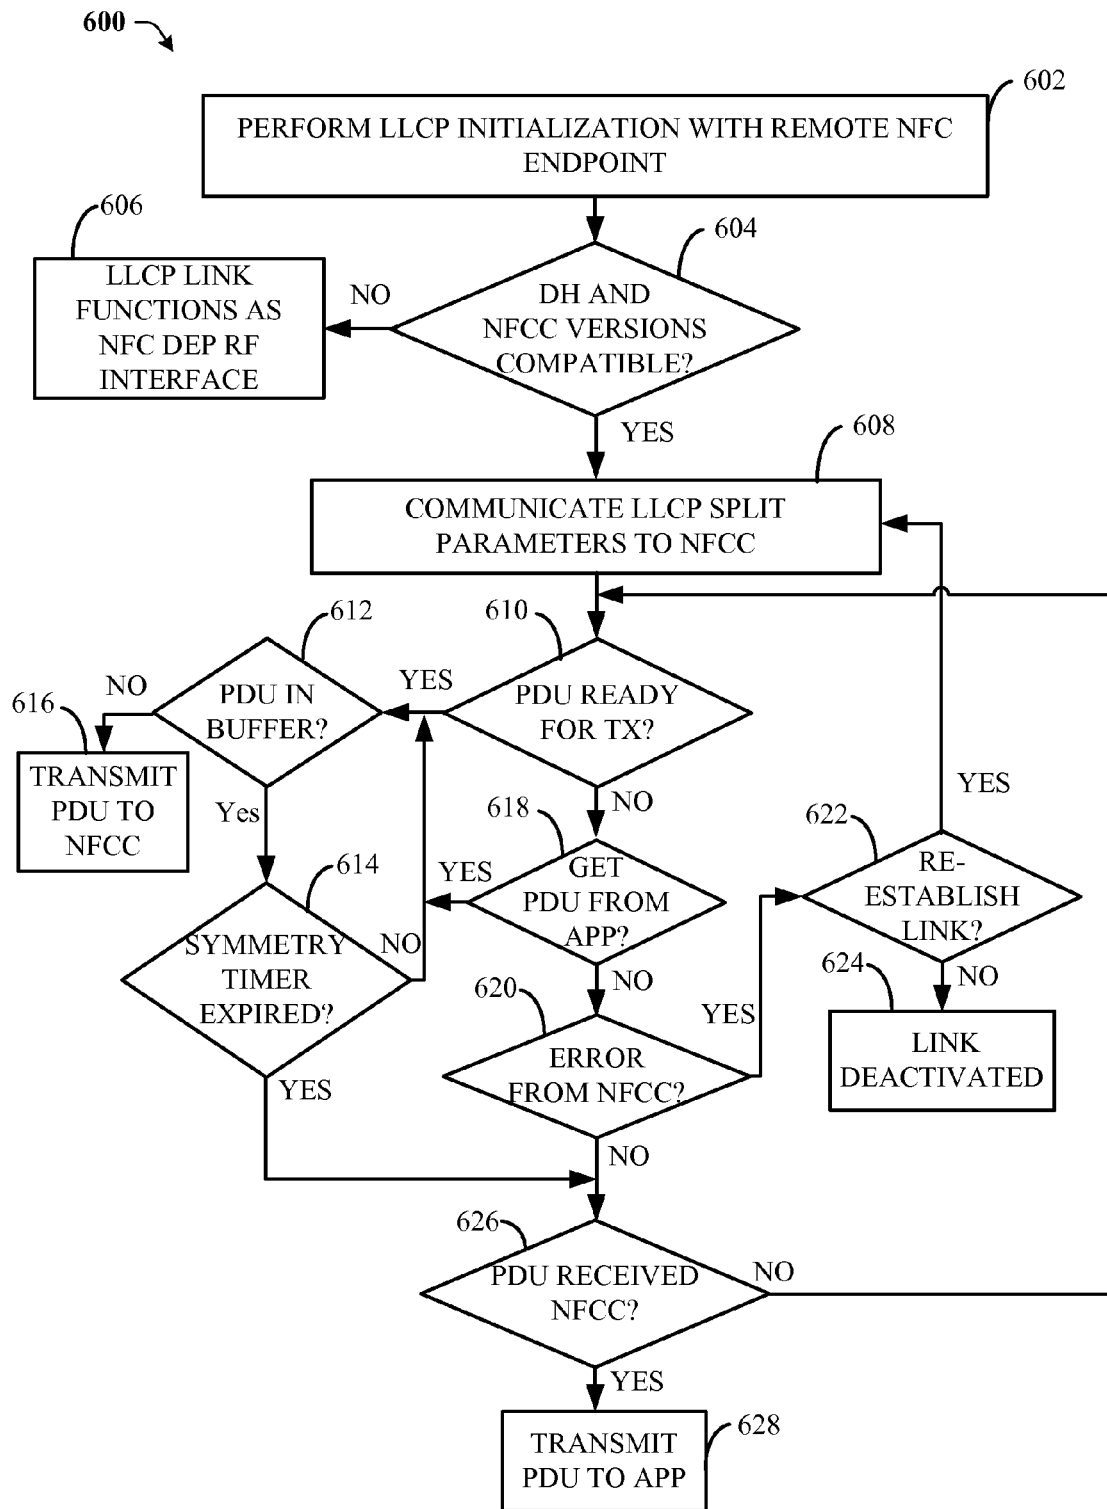 600
602
PERFORM LLCP INITIALIZATION WITH REMOTE NFC
ENDPOINT
606
604
LLCP LINK
FUNCTIONS AS
NFC DEP RF
INTERFACE
NO
DH AND
NFCC VERSIONS
COMPATIBLE?
YES
608
COMMUNICATE LLCP SPLIT
PARAMETERS TO NFCC
612
610
NO
PDU IN
BUFFER?
YES
PDU READY
FOR TX?
616
TRANSMIT
PDU TO
NFCC
Yes
NO
618
YES
GET
PDU FROM
APP?
YES
622
RE-
ESTABLISH
LINK?
614
SYMMETRY
TIMER
EXPIRED?
NO
NO
620
YES
624
NO
LINK
DEACTIVATED
ERROR
FROM NFCC?
YES
NO
626
PDU RECEIVED
NFCC?
NO
YES
628
TRANSMIT
PDU TO APP